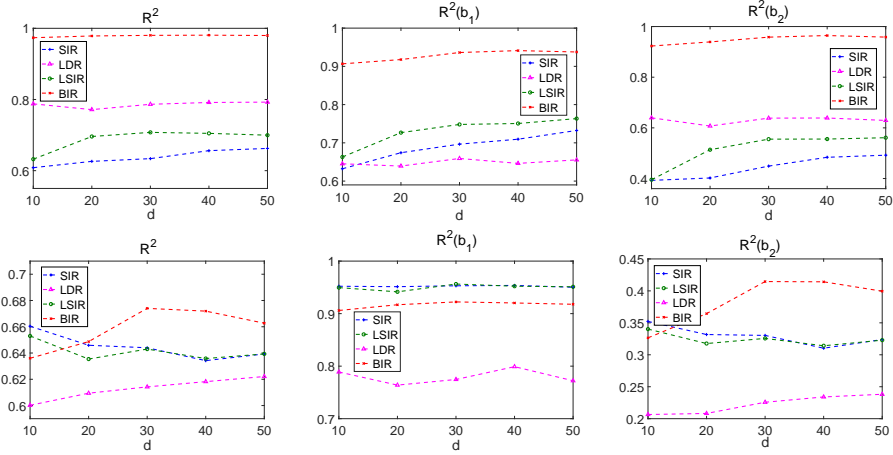 R²
1
0.8
0.6
10 20 30 40 50
d
SIR
LDR
LSIR
BIR
R²(b₁)
1
0.9
0.8
0.7
0.6
10 20 30 40 50
d
SIR
LDR
LSIR
BIR
R²(b₂)
1
0.8
0.6
0.4
10 20 30 40 50
d
SIR
LDR
LSIR
BIR
R²
0.7
0.68
0.66
0.64
0.62
0.6
10 20 30 40 50
d
SIR
LDR
LSIR
BIR
R²(b₁)
1
0.9
0.8
0.7
10 20 30 40 50
d
SIR
LSIR
LDR
BIR
R²(b₂)
0.45
0.4
0.35
0.3
0.25
0.2
10 20 30 40 50
d
SIR
LSIR
LDR
BIR